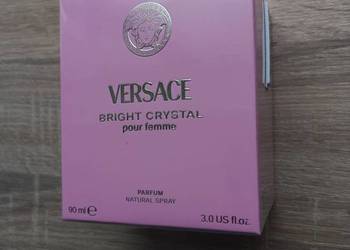 VERSACE
BRIGHT CRYSTAL
pour femme
PARFUM
NATURAL SPRAY
90 ml ℮ 3.0 US fl.oz.